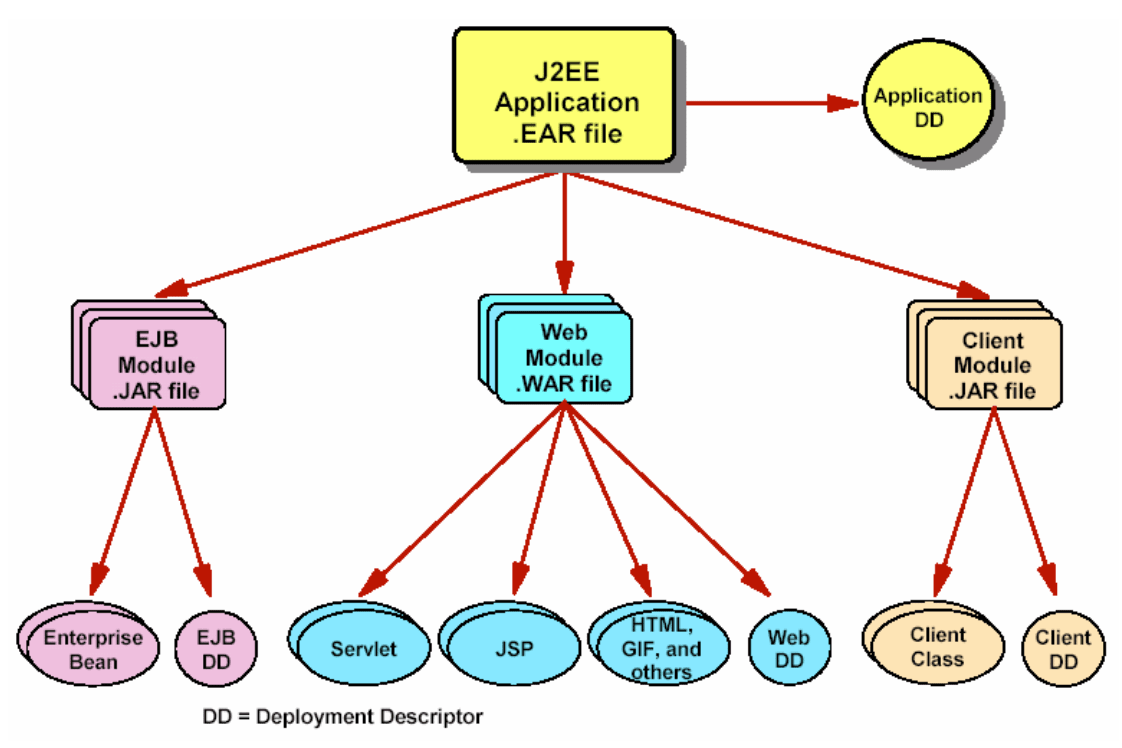 J2EE
Application
.EAR file
Application
DD
EJB
Module
.JAR file
Web
Module
.WAR file
Client
Module
.JAR file
Enterprise
Bean
EJB
DD
Servlet
JSP
HTML,
GIF, and
others
Web
DD
Client
Class
Client
DD
DD = Deployment Descriptor